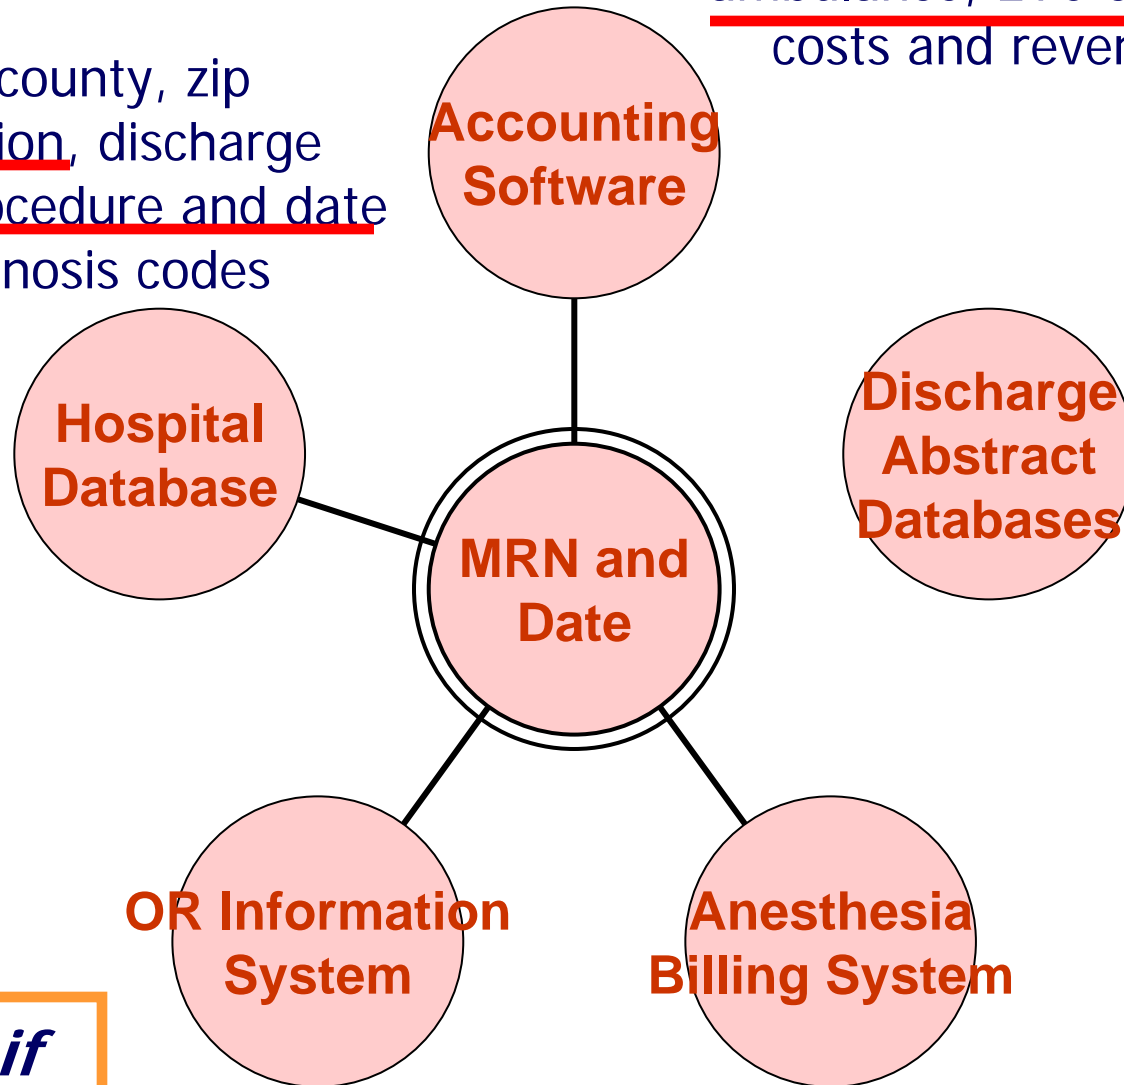 costs and rever
county, zip
ion, discharge
ocedure and date
nosis codes
Accounting
Software
Hospital
Database
Discharge
Abstract
Databases
MRN and
Date
OR Information
System
Anesthesia
Billing System
if